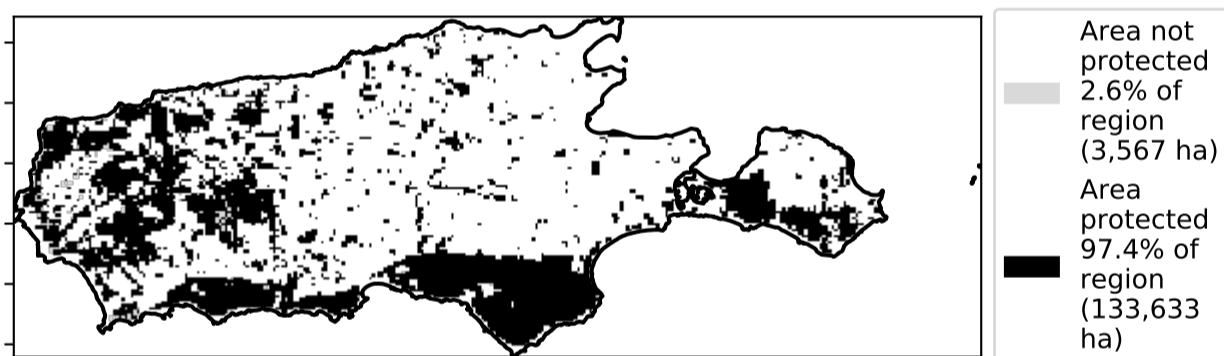 Area not
protected
2.6% of
region
(3,567 ha)
Area
protected
97.4% of
region
(133,633
ha)